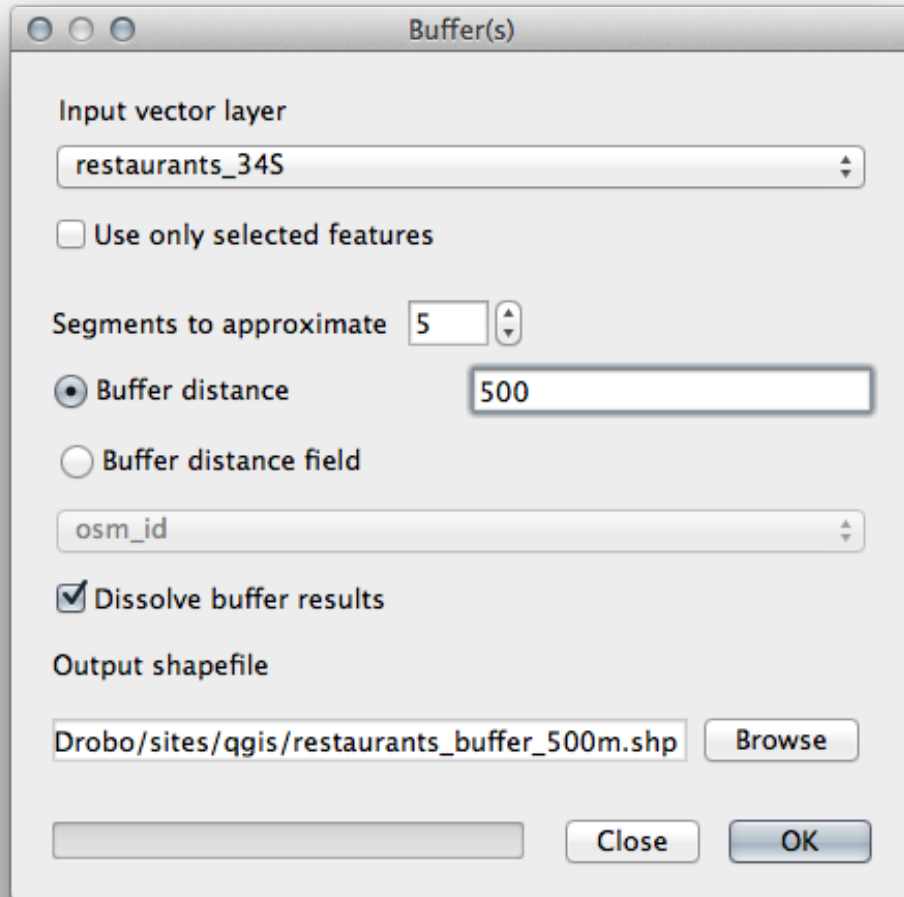 Buffer(s)
Input vector layer
restaurants_34S
Use only selected features
Segments to approximate 5
Buffer distance 500
Buffer distance field
osm_id
Dissolve buffer results
Output shapefile
Drobo/sites/qgis/restaurants_buffer_500m.shp Browse
Close OK